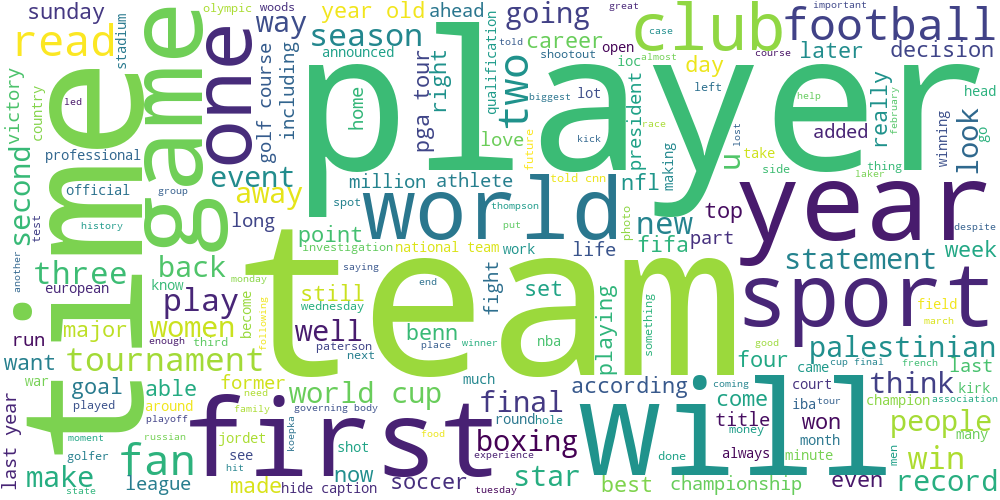 sunday
olympic
woods
year old
ahead
going
great
important
read
way
season
announced
career
told
case
club
football
stadium
time
game
one
golf course
including
player
home
pga tour
right
qualification
shootout
open
ioc
almost
course
later
decision
victory
country
led
two
biggest
lot
president
day
left
help
really
february
head
go
look
winning
lost
professional
love
future
kick
race
u
added
second
official
event
million
athlete
told cnn
nfl
making
take
side
thing
laker
test
group
away
spot
thompson
world
new
top
year
despite
history
long
point
put
photo
part
another
investigation
national team
work
life
fifa
statement
week
three
back
still
monday
saying
end
fight
set
team
sport
field
european
know
become
following
wednesday
march
play
run
major
women
well
benn
place
winner
nba
playing
something
good
palestinian
want
enough
third
paterson
next
four
came
cup final
french
last
tournament
war
goal
able
former
much
according
come
court
think
kirk
played
around
need
world cup
coming
iba
tour
champion
association
last year
playoff
family
governing body
first
final
will
title
won
men
people
many
moment
russian
jordet
koepka
food
round
hole
money
month
fan
golfer
see
shot
experience
boxing
always
minute
win
make
state
league
hit
made
hide caption
now
soccer
tuesday
star
done
best
championship
even
record